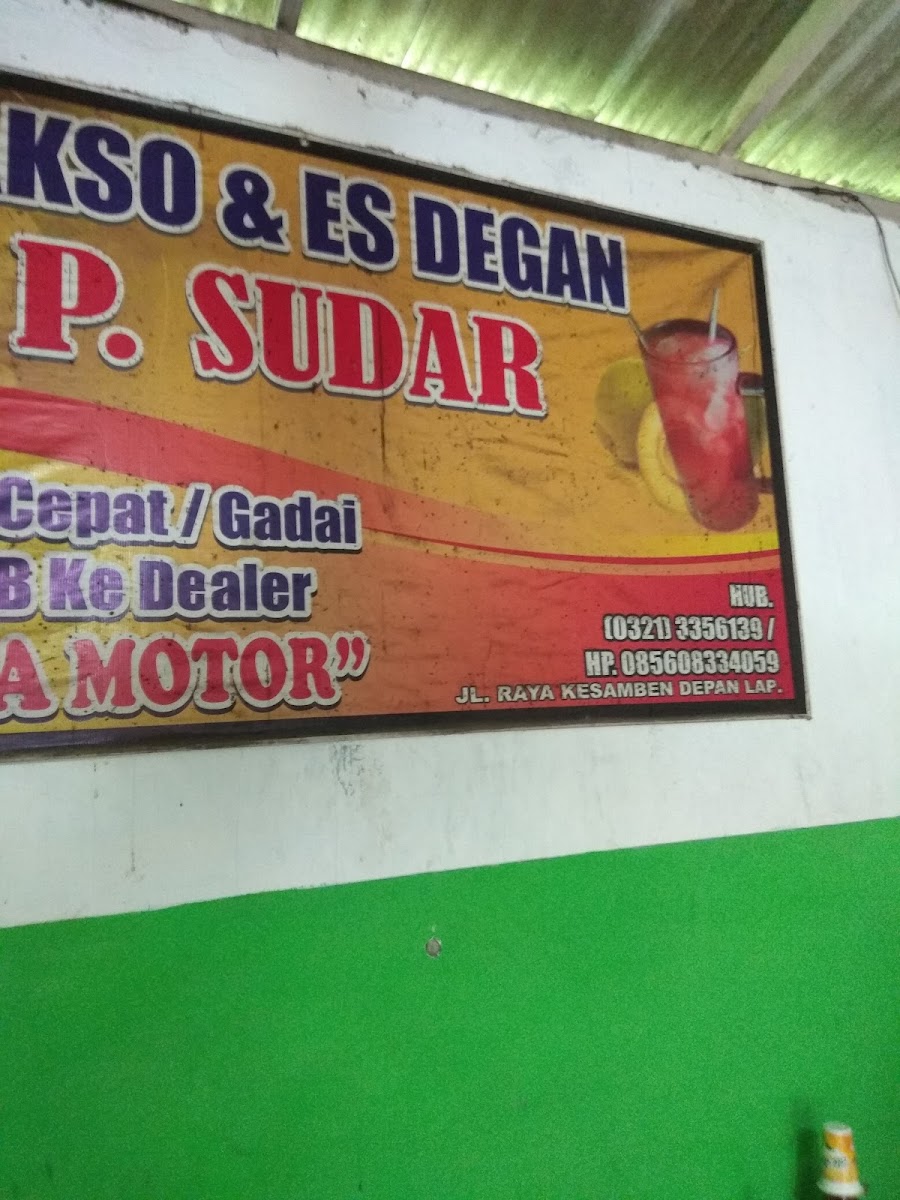 AKSO & ES DEGAN
P. SUDAR
Cepat / Gadai
B Ke Dealer
A MOTOR”
HUB.
(0321) 3356139 /
HP. 085608334059
JL. RAYA KESAMBEN DEPAN LAP.